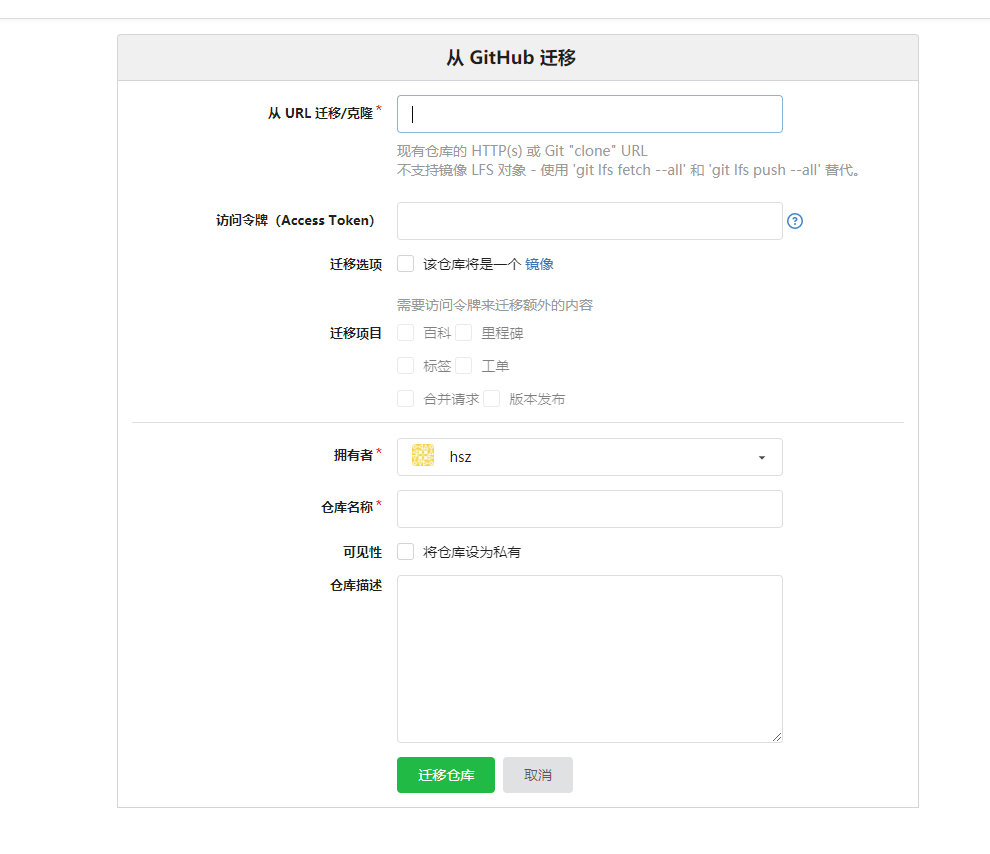 从 GitHub 迁移
从 URL 迁移/克隆*
现有仓库的 HTTP(s) 或 Git "clone" URL
不支持镜像 LFS 对象 - 使用 'git lfs fetch --all' 和 'git lfs push --all' 替代。
访问令牌（Access Token） ?
迁移选项 该仓库将是一个 镜像
需要访问令牌来迁移额外的内容
迁移项目 百科 里程碑
标签 工单
合并请求 版本发布
拥有者* hsz
仓库名称*
可见性 将仓库设为私有
仓库描述
迁移仓库 取消